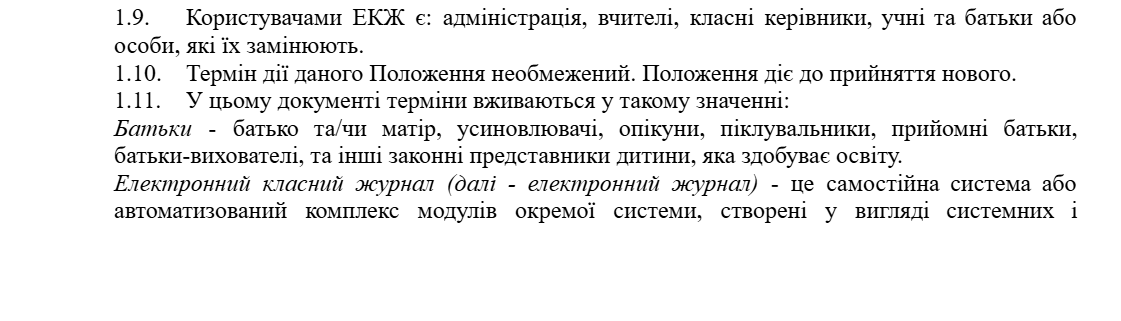 1.9. Користувачами ЕКЖ є: адміністрація, вчителі, класні керівники, учні та батьки або
особи, які їх замінюють.
1.10. Термін дії даного Положення необмежений. Положення діє до прийняття нового.
1.11. У цьому документі терміни вживаються у такому значенні:
Батьки - батько та/чи матір, усиновлювачі, опікуни, піклувальники, прийомні батьки,
батьки-вихователі, та інші законні представники дитини, яка здобуває освіту.
Електронний класний журнал (далі - електронний журнал) - це самостійна система або
автоматизований комплекс модулів окремої системи, створені у вигляді системних і